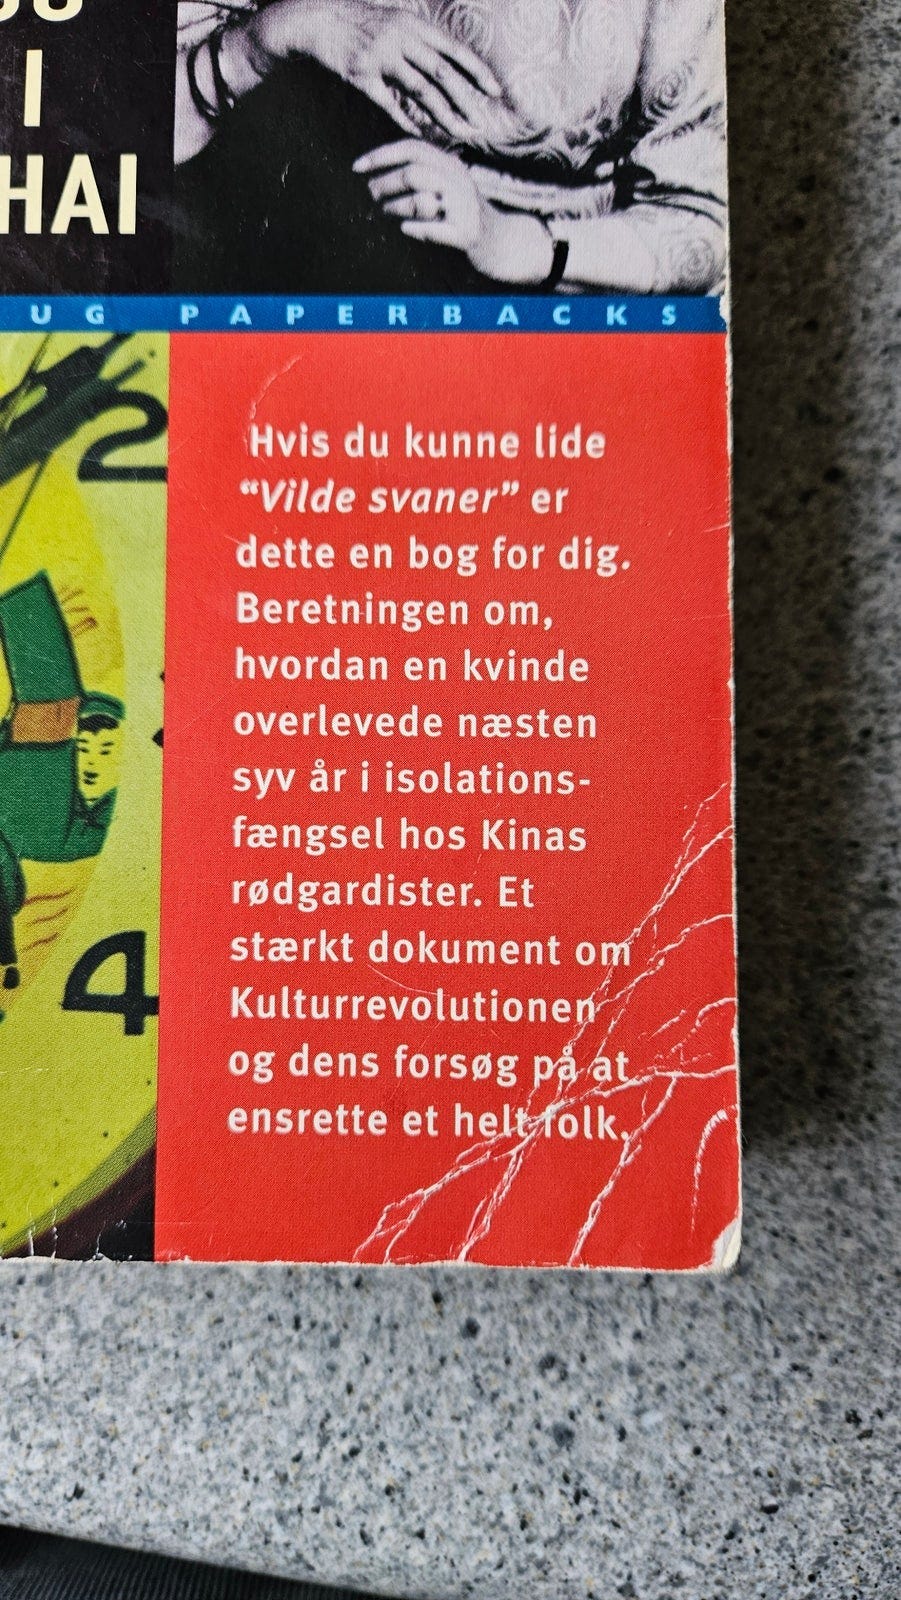 I
HAI
UG PAPERBACKS
2
4
Hvis du kunne lide
“Vilde svaner” er
dette en bog for dig.
Beretningen om,
hvordan en kvinde
overlevede næsten
syv år i isolations-
fængsel hos Kinas
rødgardister. Et
stærkt dokument om
Kulturrevolutionen
og dens forsøg på at
ensrette et helt folk.